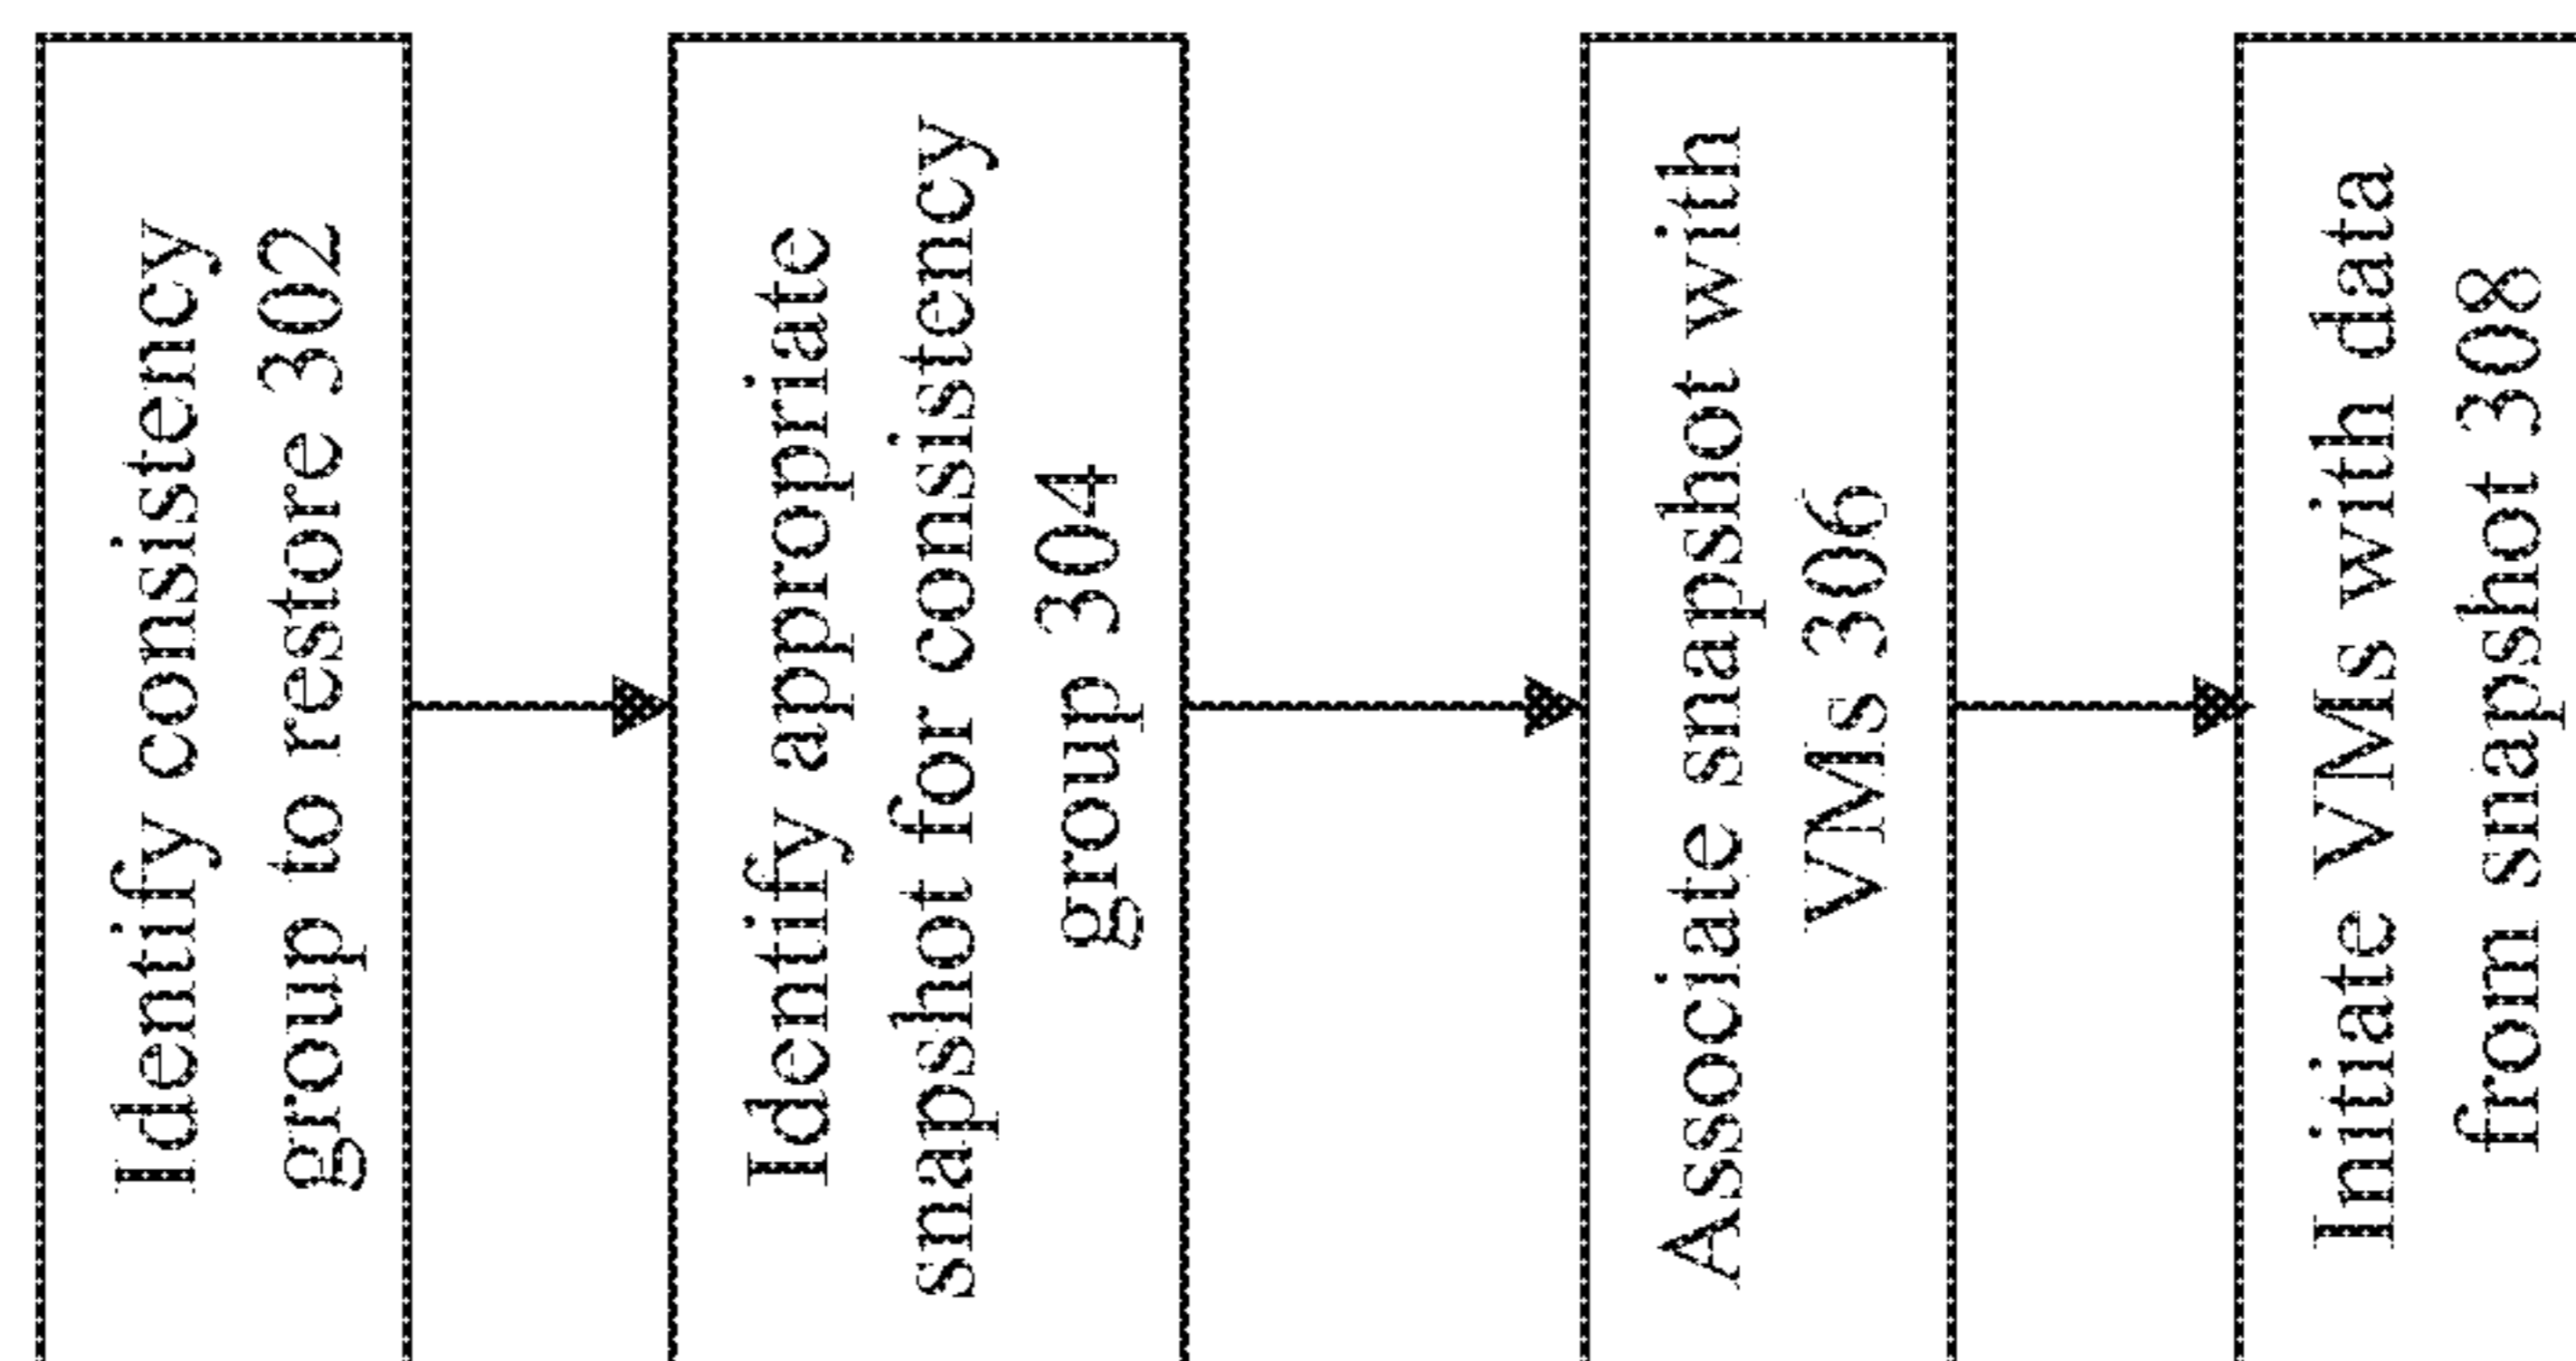 Identify consistency
group to restore 302
Identify appropriate
snapshot for consistency
group 304
Associate snapshot with
VMs 306
Initiate VMs with data
from snapshot 308